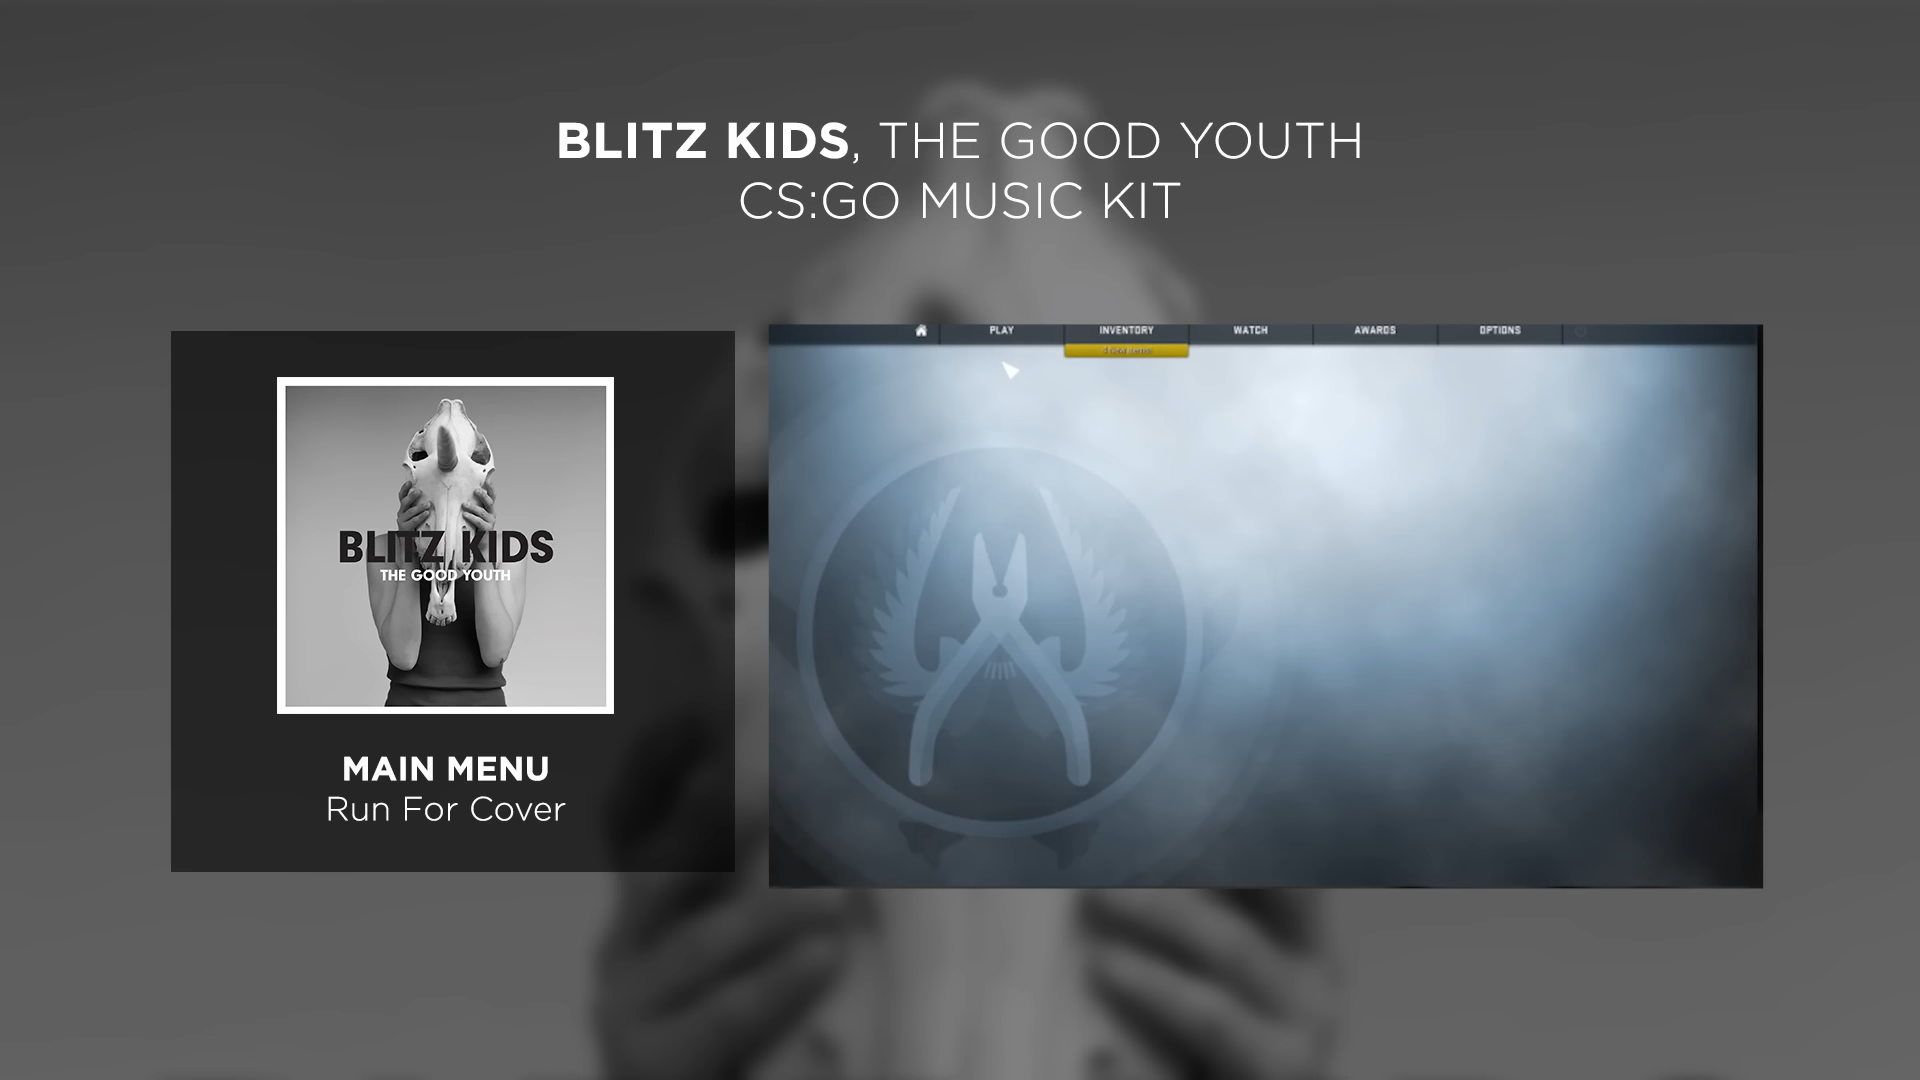 BLITZ KIDS, THE GOOD YOUTH
CS:GO MUSIC KIT
PLAY INVENTORY WATCH AWARDS OPTIONS
BLITZ KIDS
THE GOOD YOUTH
MAIN MENU
Run For Cover